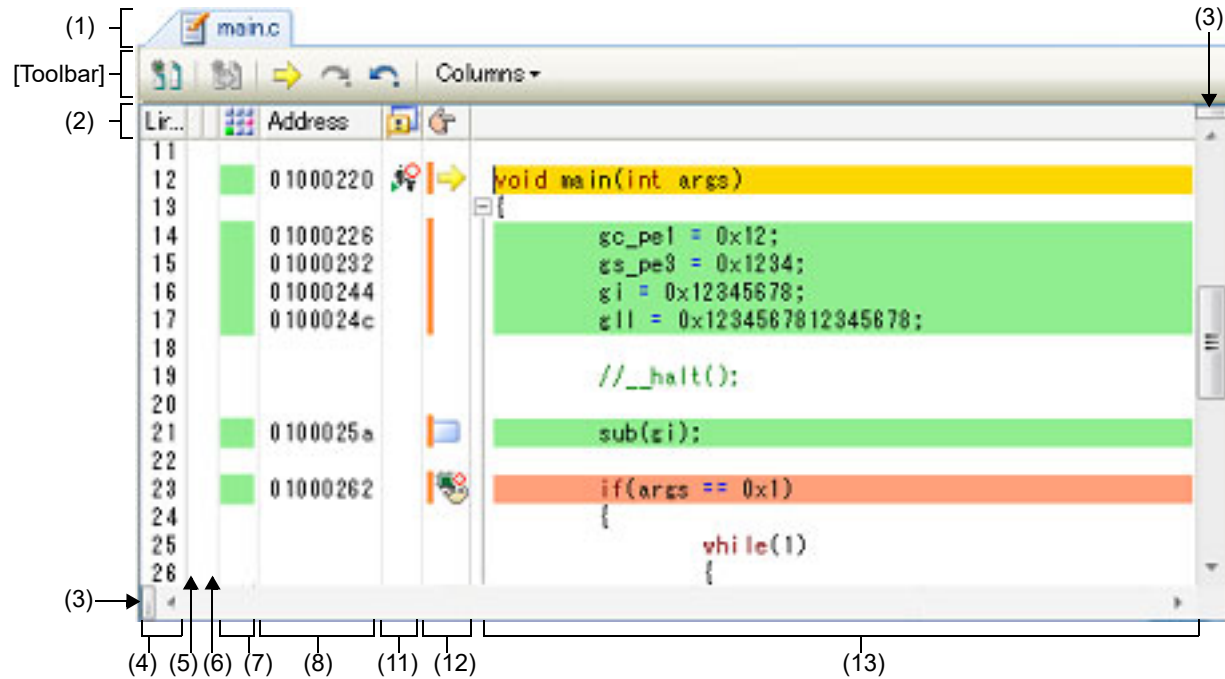 (1) main.c (3)
[Toolbar] Columns
(2) Lir... Address
11
12 01000220 void main(int args)
13 {
14 01000226 gc_pe1 = 0x12;
15 01000232 gs_pe3 = 0x1234;
16 01000244 gi = 0x12345678;
17 0100024c gll = 0x1234567812345678;
18
19 //__halt();
20
21 0100025a sub(gi);
22
23 01000262 if(args == 0x1)
24 {
25 while(1)
26 {
(3)
(4) (5) (6) (7) (8) (11) (12) (13)